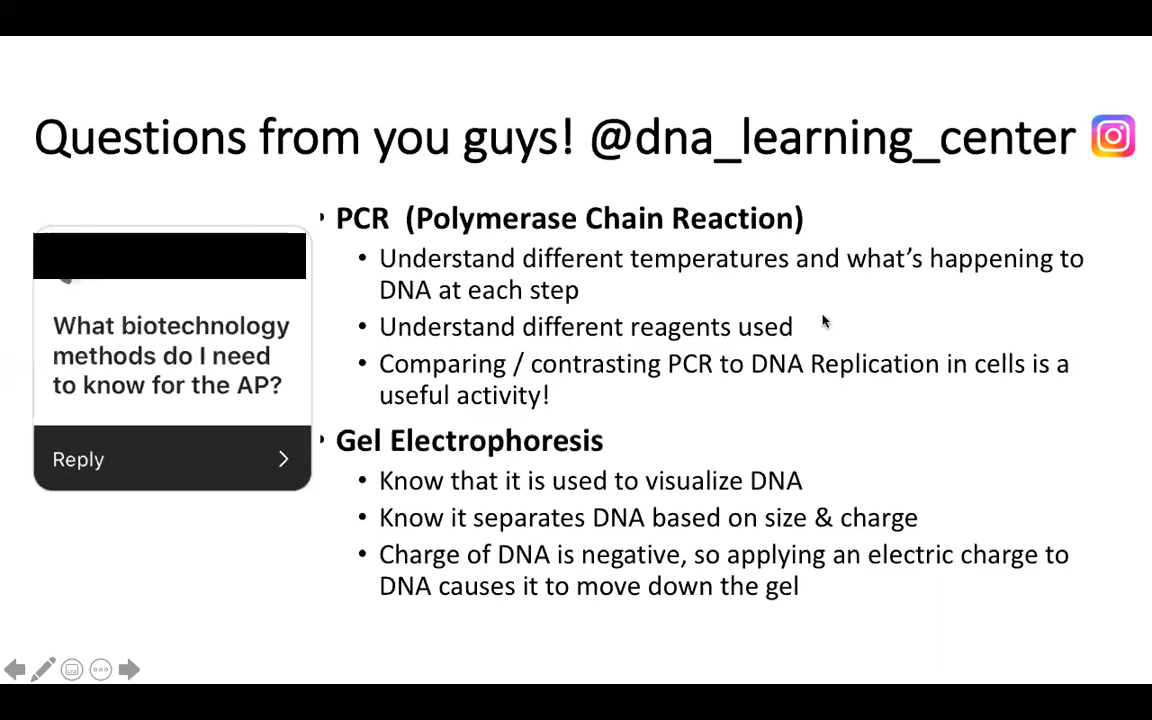 Questions from you guys! @dna_learning_center
What biotechnology
methods do I need
to know for the AP?
Reply
• PCR (Polymerase Chain Reaction)
• Understand different temperatures and what’s happening to
DNA at each step
• Understand different reagents used
• Comparing / contrasting PCR to DNA Replication in cells is a
useful activity!
• Gel Electrophoresis
• Know that it is used to visualize DNA
• Know it separates DNA based on size & charge
• Charge of DNA is negative, so applying an electric charge to
DNA causes it to move down the gel